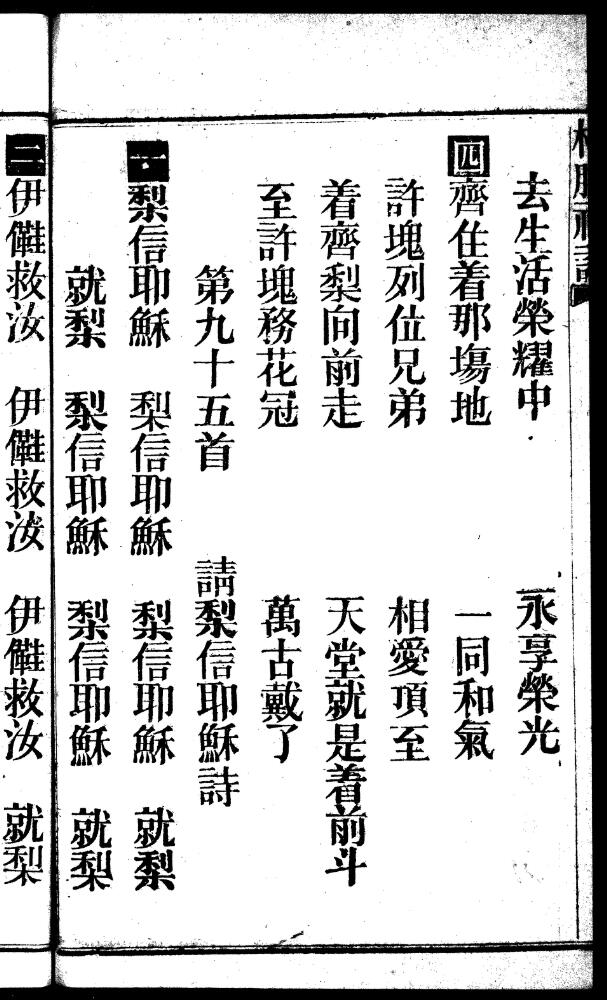 去生活榮耀中　永享榮光
四 齊住着那塲地　一同和氣
許塊列位兄弟　相愛項至
着齊梨向前走　天堂就是着前斗
至許塊務花冠　萬古戴了
第九十五首　請梨信耶穌詩
一 梨信耶穌　梨信耶穌　梨信耶穌　就梨
就梨　梨信耶穌　梨信耶穌　就梨
二 伊儺救汝　伊儺救汝　伊儺救汝　就梨